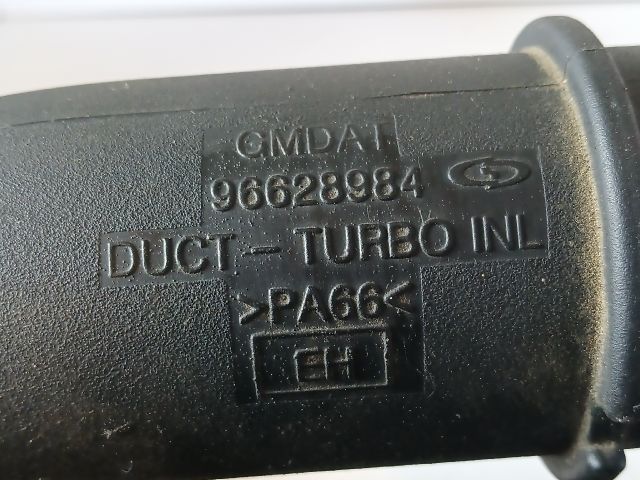 GMDAT
96628984
DUCT - TURBO INL
>PA66<
EH